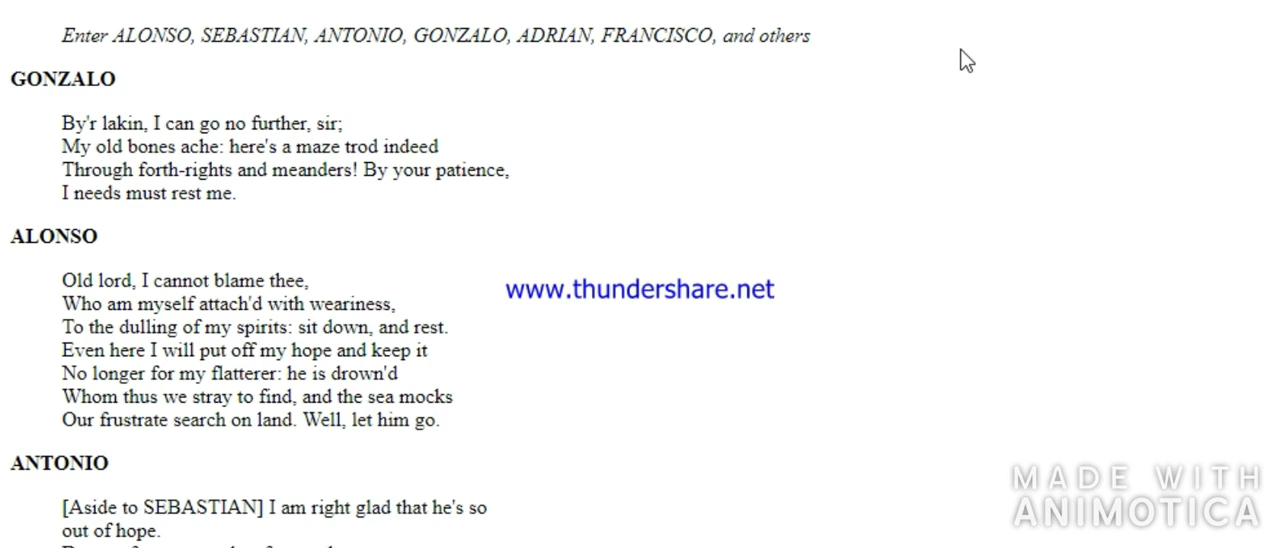 Enter ALONSO, SEBASTIAN, ANTONIO, GONZALO, ADRIAN, FRANCISCO, and others
GONZALO
By'r lakin, I can go no further, sir;
My old bones ache: here's a maze trod indeed
Through forth-rights and meanders! By your patience,
I needs must rest me.
ALONSO
Old lord, I cannot blame thee,
Who am myself attach'd with weariness,
To the dulling of my spirits: sit down, and rest.
Even here I will put off my hope and keep it
No longer for my flatterer: he is drown'd
Whom thus we stray to find, and the sea mocks
Our frustrate search on land. Well, let him go.
www.thundershare.net
ANTONIO
[Aside to SEBASTIAN] I am right glad that he's so
out of hope.
MADE WITH
ANIMOTICA